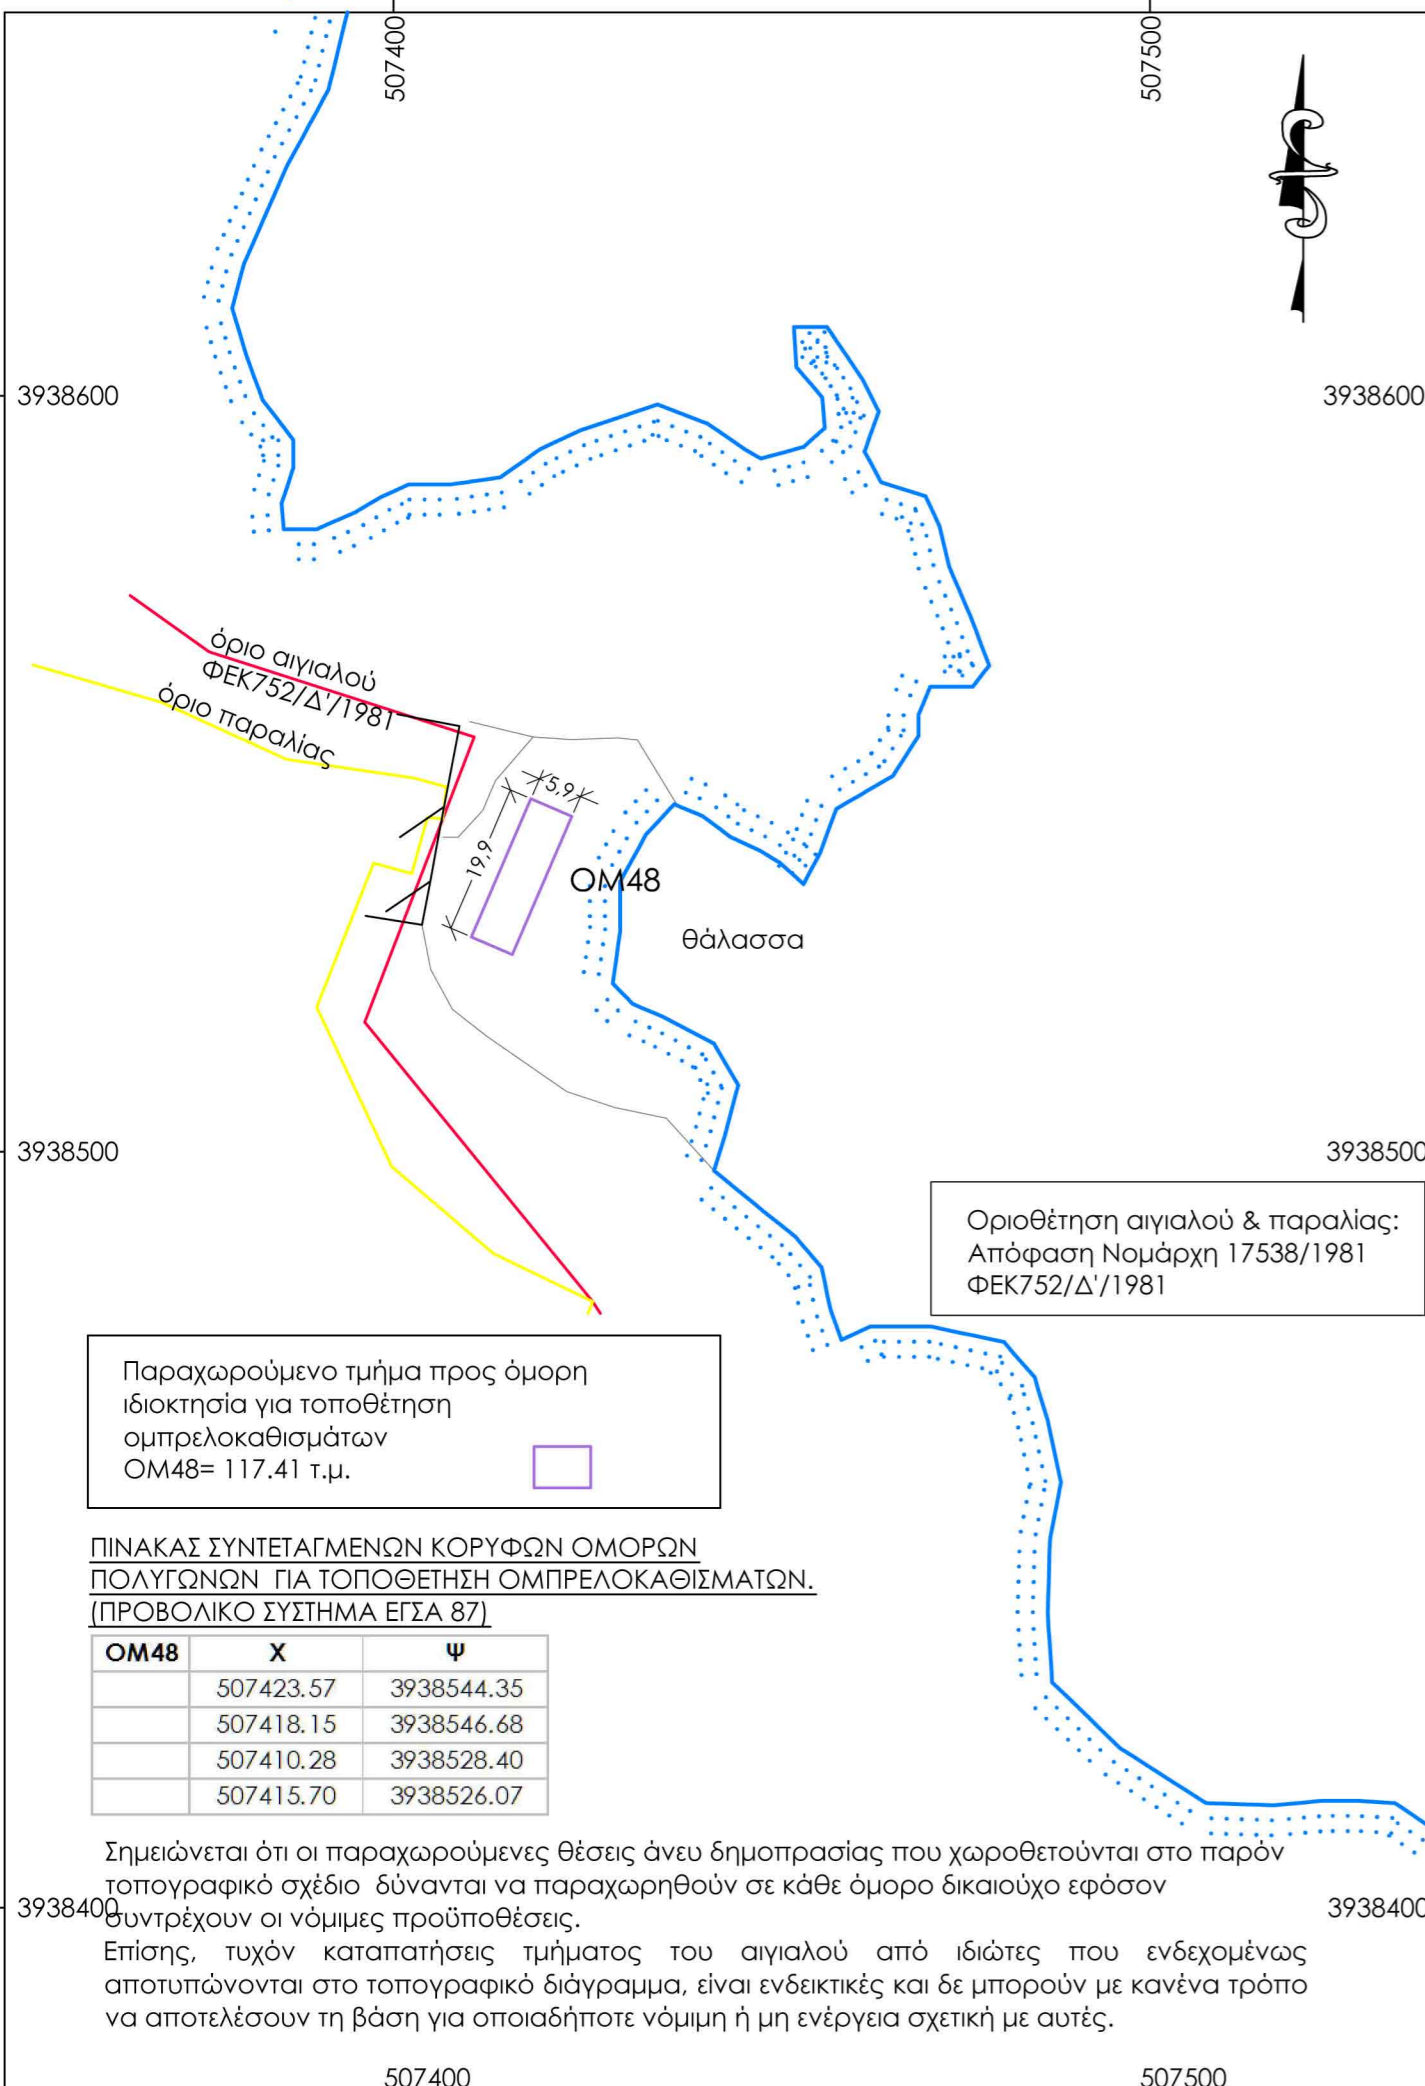 507400
507500
3938600
3938600
όριο αιγιαλού
ΦΕΚ752/Δ'/1981
όριο παραλίας
5,9
19,9
ΟΜ48
θάλασσα
3938500
3938500
Οριοθέτηση αιγιαλού & παραλίας:
Απόφαση Νομάρχη 17538/1981
ΦΕΚ752/Δ'/1981
Παραχωρούμενο τμήμα προς όμορη
ιδιοκτησία για τοποθέτηση
ομπρελοκαθισμάτων
ΟΜ48= 117.41 τ.μ.
ΠΙΝΑΚΑΣ ΣΥΝΤΕΤΑΓΜΕΝΩΝ ΚΟΡΥΦΩΝ ΟΜΟΡΩΝ
ΠΟΛΥΓΩΝΩΝ ΓΙΑ ΤΟΠΟΘΕΤΗΣΗ ΟΜΠΡΕΛΟΚΑΘΙΣΜΑΤΩΝ.
(ΠΡΟΒΟΛΙΚΟ ΣΥΣΤΗΜΑ ΕΓΣΑ 87)
ΟΜ48 Χ Ψ
507423.57 3938544.35
507418.15 3938546.68
507410.28 3938528.40
507415.70 3938526.07
Σημειώνεται ότι οι παραχωρούμενες θέσεις άνευ δημοπρασίας που χωροθετούνται στο παρόν
τοπογραφικό σχέδιο δύνανται να παραχωρηθούν σε κάθε όμορο δικαιούχο εφόσον
3938400
συντρέχουν οι νόμιμες προϋποθέσεις.
3938400
Επίσης, τυχόν καταπατήσεις τμήματος του αιγιαλού από ιδιώτες που ενδεχομένως
αποτυπώνονται στο τοπογραφικό διάγραμμα, είναι ενδεικτικές και δε μπορούν με κανένα τρόπο
να αποτελέσουν τη βάση για οποιαδήποτε νόμιμη ή μη ενέργεια σχετική με αυτές.
507400
507500